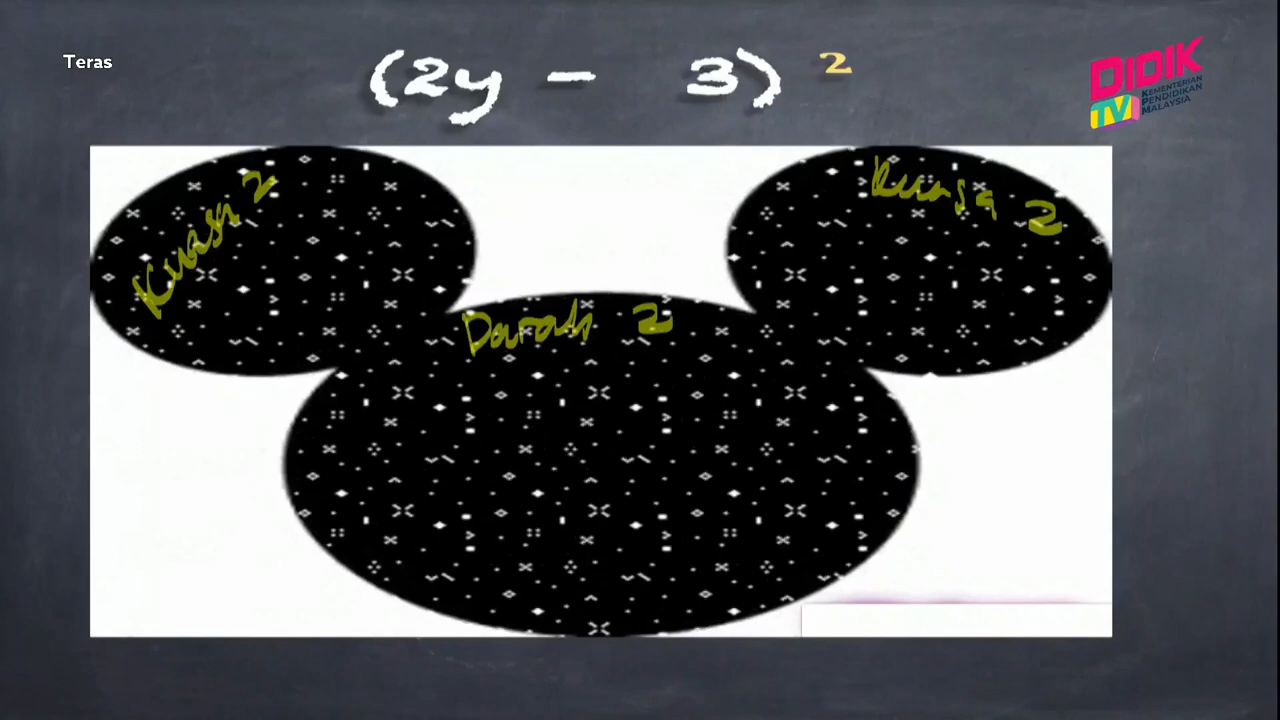 Teras
(2y - 3) 2
DIDIK
TV
KEMENTERIAN
PENDIDIKAN
MALAYSIA
Kuasa 2
Kuasa 2
Darab 2